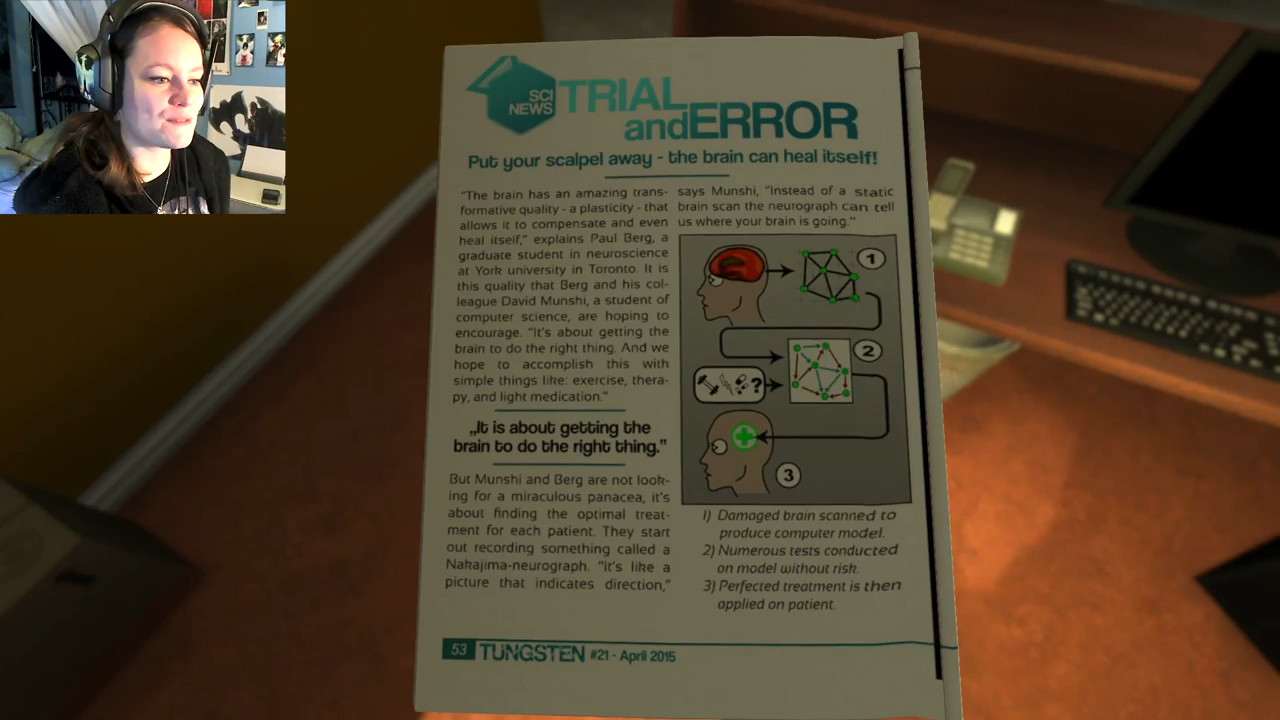 SCI
NEWS
TRIAL
andERROR
Put your scalpel away - the brain can heal itself!
"The brain has an amazing trans-
formative quality - a plasticity - that
allows it to compensate and even
heal itself," explains Paul Berg, a
graduate student in neuroscience
at York university in Toronto. It is
this quality that Berg and his col-
league David Munshi, a student of
computer science, are hoping to
encourage. "It's about getting the
brain to do the right thing. And we
hope to accomplish this with
simple things like: exercise, thera-
py, and light medication."
„It is about getting the
brain to do the right thing."
But Munshi and Berg are not look-
ing for a miraculous panacea, it's
about finding the optimal treat-
ment for each patient. They start
out recording something called a
Nakajima-neurograph. "It's like a
picture that indicates direction,"
says Munshi, "Instead of a static
brain scan the neurograph can tell
us where your brain is going."
1
2
?
3
1) Damaged brain scanned to
produce computer model.
2) Numerous tests conducted
on model without risk.
3) Perfected treatment is then
applied on patient.
53 TUNGSTEN #21 - April 2015